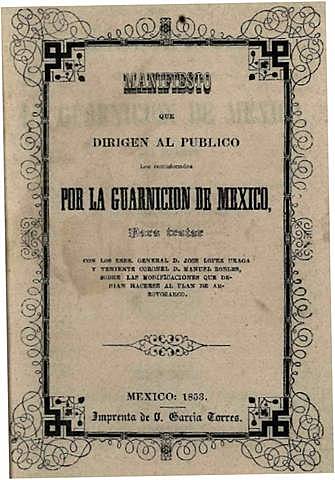 MANIFIESTO
QUE
DIRIGEN AL PUBLICO
Los comisionados
POR LA GUARNICION DE MEXICO,
Para tratar
CON LOS SRES. GENERAL D. JOSE LOPEZ URAGA
Y TENIENTE CORONEL D. MANUEL ROBLES,
SOBRE LAS MODIFICACIONES QUE DE-
BIAN HACERSE AL PLAN DE AR-
ROYOZARCO.
MEXICO: 1853.
Imprenta de V. García Torres.